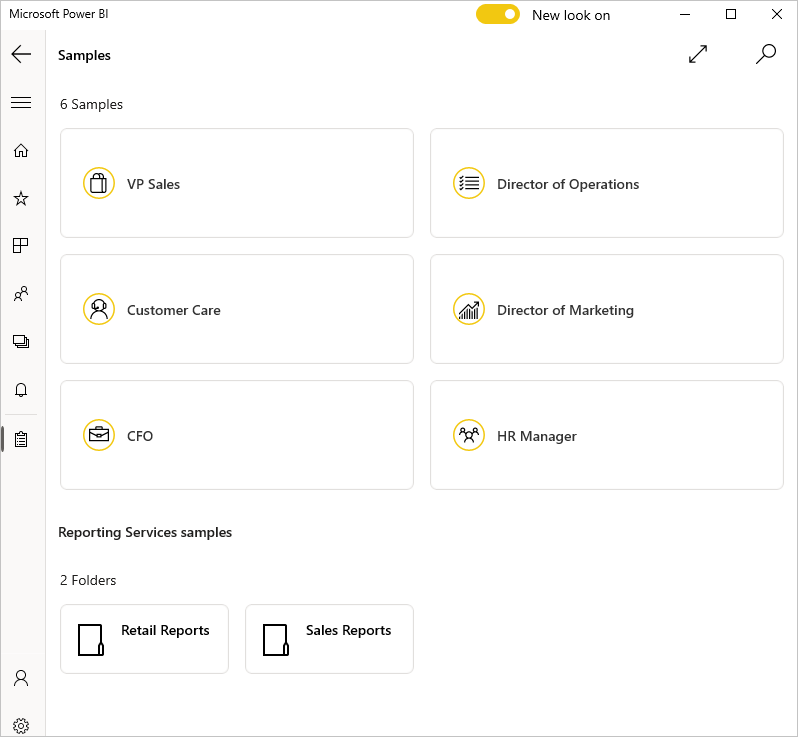 Microsoft Power BI
New look on
Samples
6 Samples
VP Sales
Director of Operations
Customer Care
Director of Marketing
CFO
HR Manager
Reporting Services samples
2 Folders
Retail Reports
Sales Reports